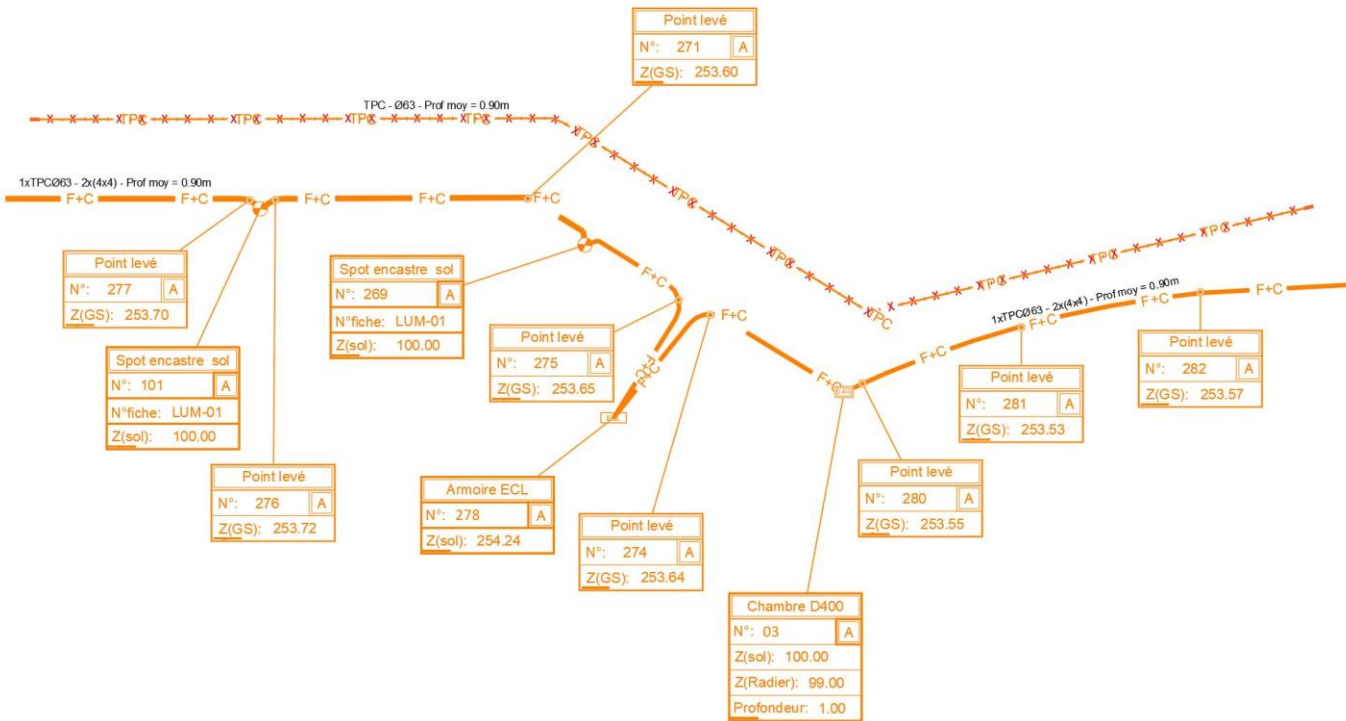 Point levé
N°: 271 A
Z(GS): 253.60
TPC - Ø63 - Prof moy = 0.90m
TPC TPC TPC TPC TPC
TPC
TPC
TPC
TPC
TPC TPC TPC
1xTPCØ63 - 2x(4x4) - Prof moy = 0.90m
F+C F+C F+C F+C F+C
Point levé
N°: 277 A
Z(GS): 253.70
Spot encastre sol
N°: 101 A
N°fiche: LUM-01
Z(sol): 100.00
Point levé
N°: 276 A
Z(GS): 253.72
Spot encastre sol
N°: 269 A
N°fiche: LUM-01
Z(sol): 100.00
F+C
F+C
F+C
F+C
Point levé
N°: 275 A
Z(GS): 253.65
Armoire ECL
N°: 278 A
Z(sol): 254.24
Point levé
N°: 274 A
Z(GS): 253.64
F+C
Chambre D400
N°: 03 A
Z(sol): 100.00
Z(Radier): 99.00
Profondeur: 1.00
1xTPCØ63 - 2x(4x4) - Prof moy = 0.90m
F+C F+C F+C F+C
Point levé
N°: 280 A
Z(GS): 253.55
Point levé
N°: 281 A
Z(GS): 253.53
Point levé
N°: 282 A
Z(GS): 253.57